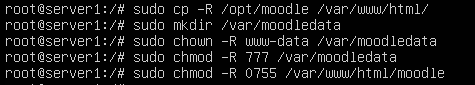 root@server1:/# sudo cp -R /opt/moodle /var/www/html/
root@server1:/# sudo mkdir /var/moodledata
root@server1:/# sudo chown -R www-data /var/moodledata
root@server1:/# sudo chmod -R 777 /var/moodledata
root@server1:/# sudo chmod -R 0755 /var/www/html/moodle